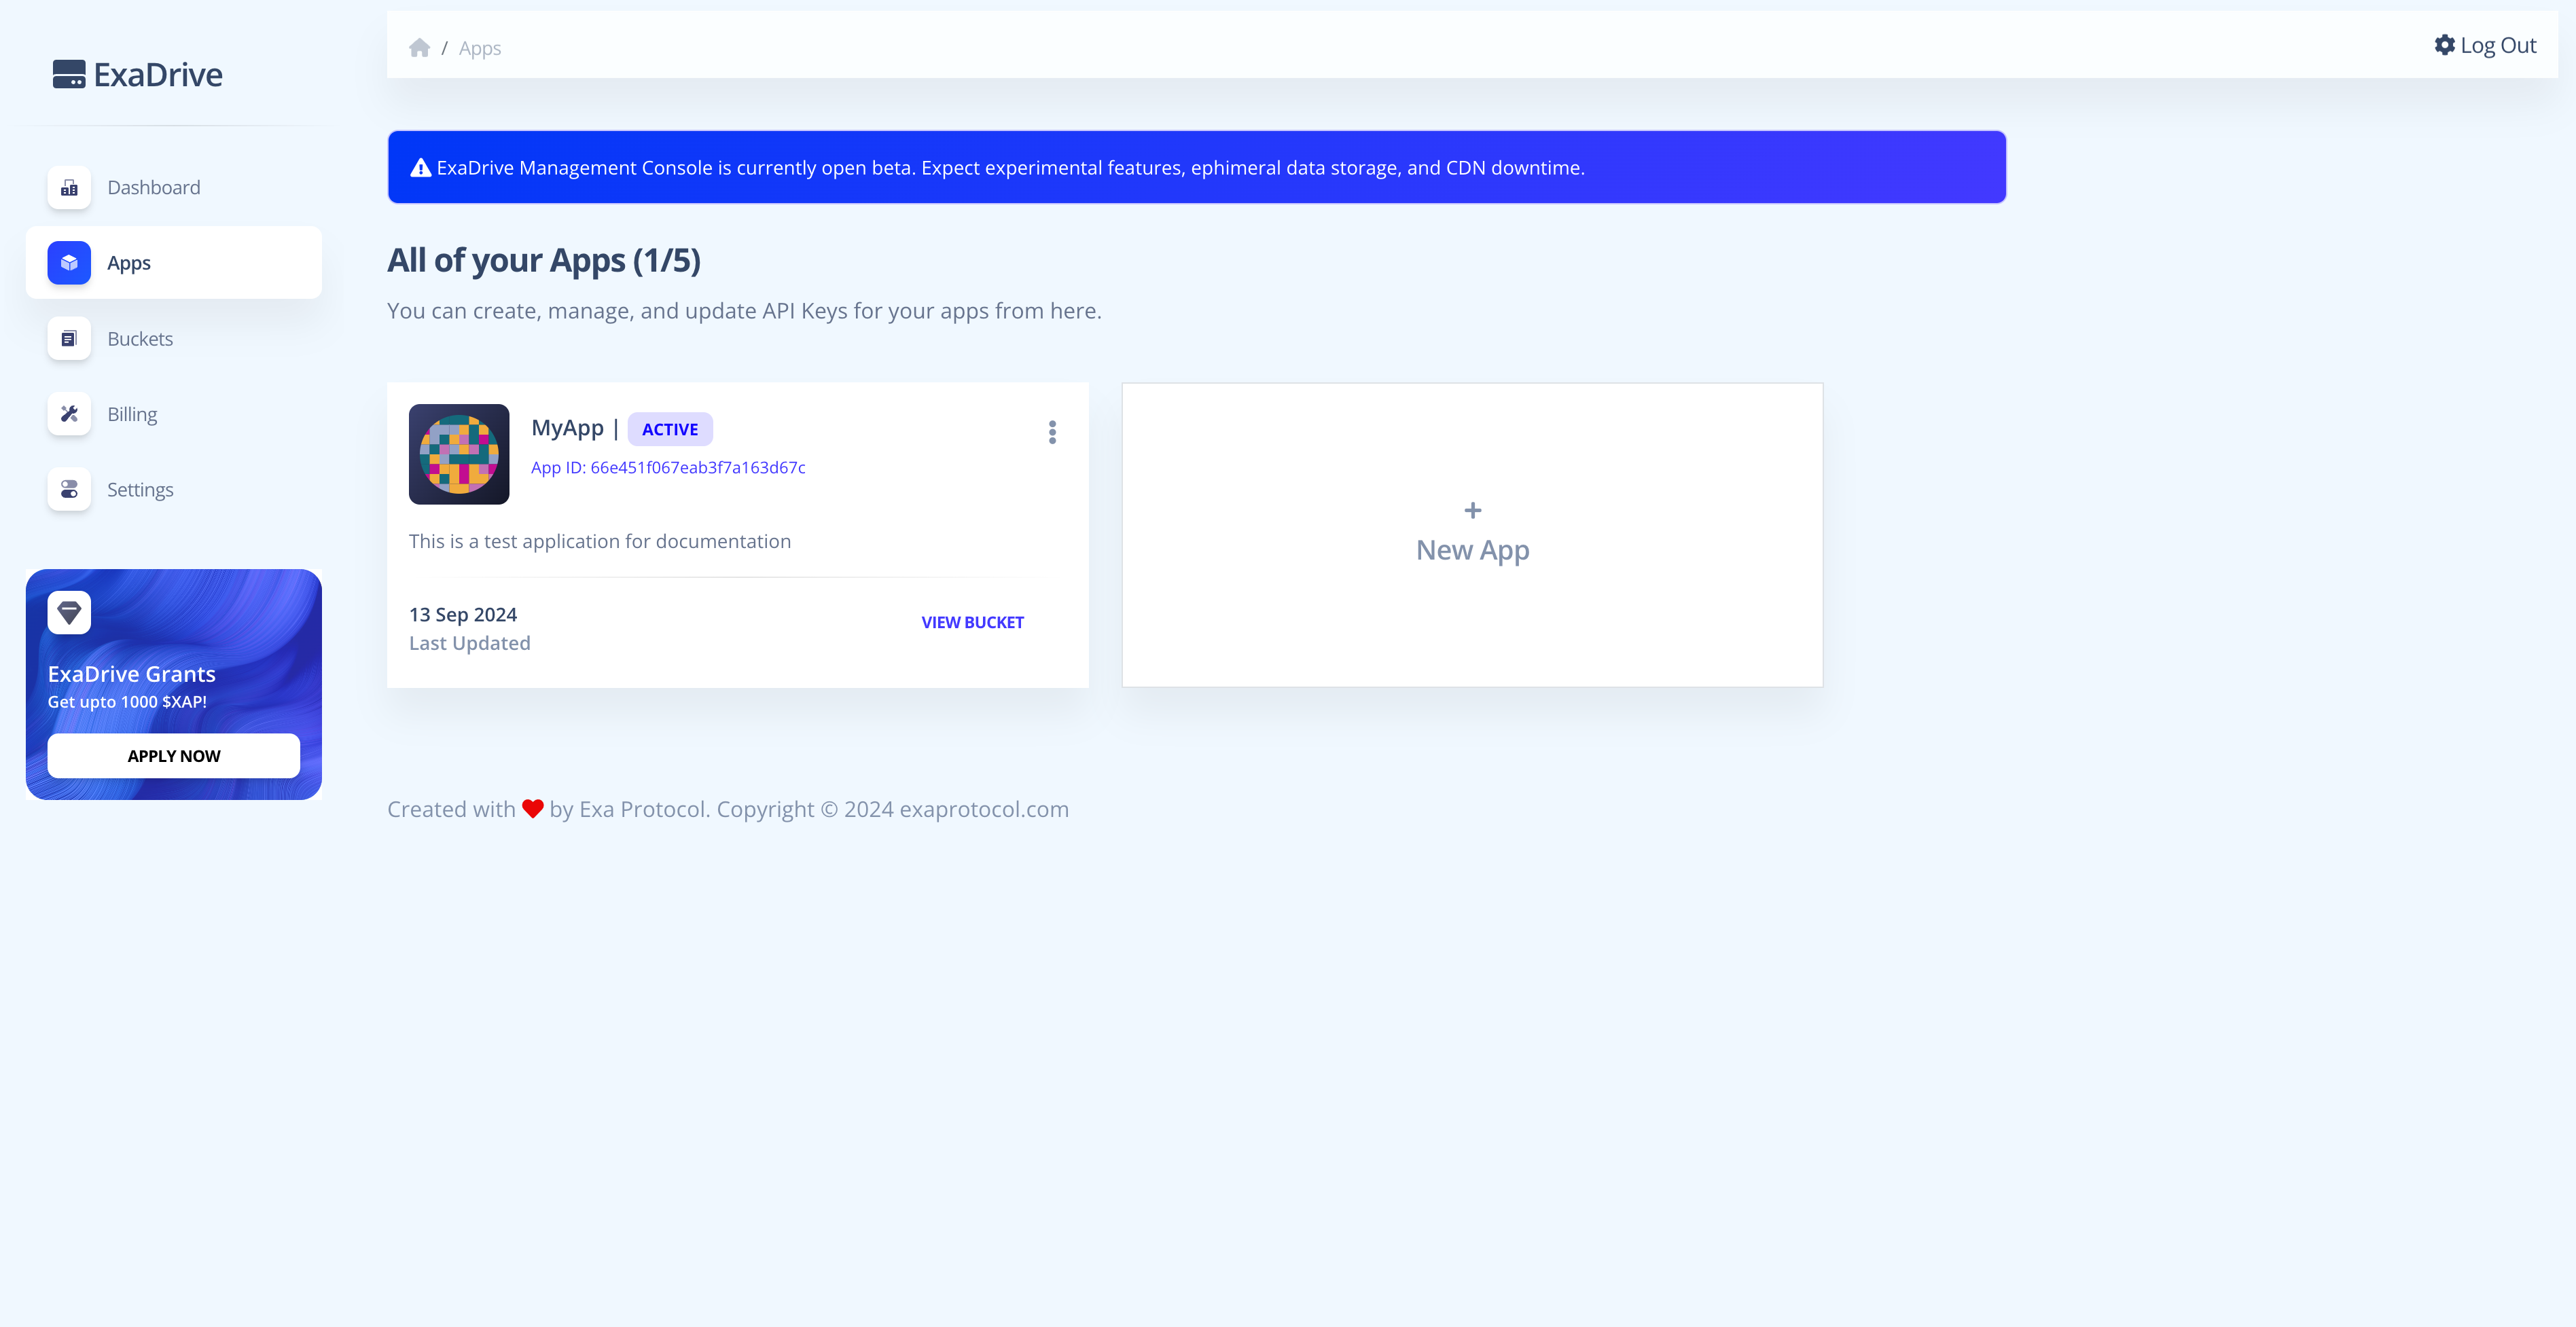 ExaDrive
Dashboard
Apps
Buckets
Billing
Settings
ExaDrive Grants
Get upto 1000 $XAP!
APPLY NOW
/ Apps
Log Out
ExaDrive Management Console is currently open beta. Expect experimental features, ephimeral data storage, and CDN downtime.
All of your Apps (1/5)
You can create, manage, and update API Keys for your apps from here.
MyApp | ACTIVE
App ID: 66e451f067eab3f7a163d67c
This is a test application for documentation
13 Sep 2024
Last Updated
VIEW BUCKET
+
New App
Created with ❤ by Exa Protocol. Copyright © 2024 exaprotocol.com